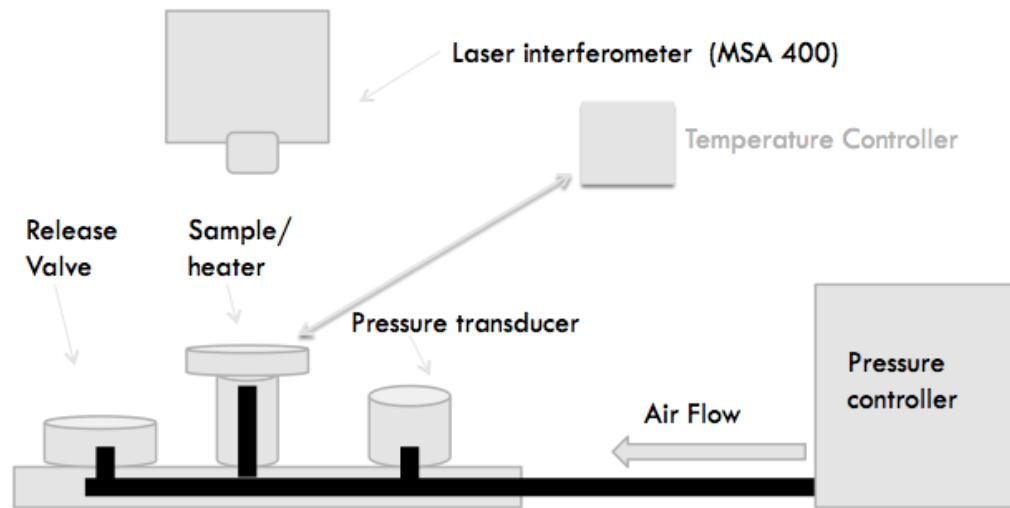 Laser interferometer (MSA 400)
Temperature Controller
Release
Valve
Sample/
heater
Pressure transducer
Pressure
controller
Air Flow